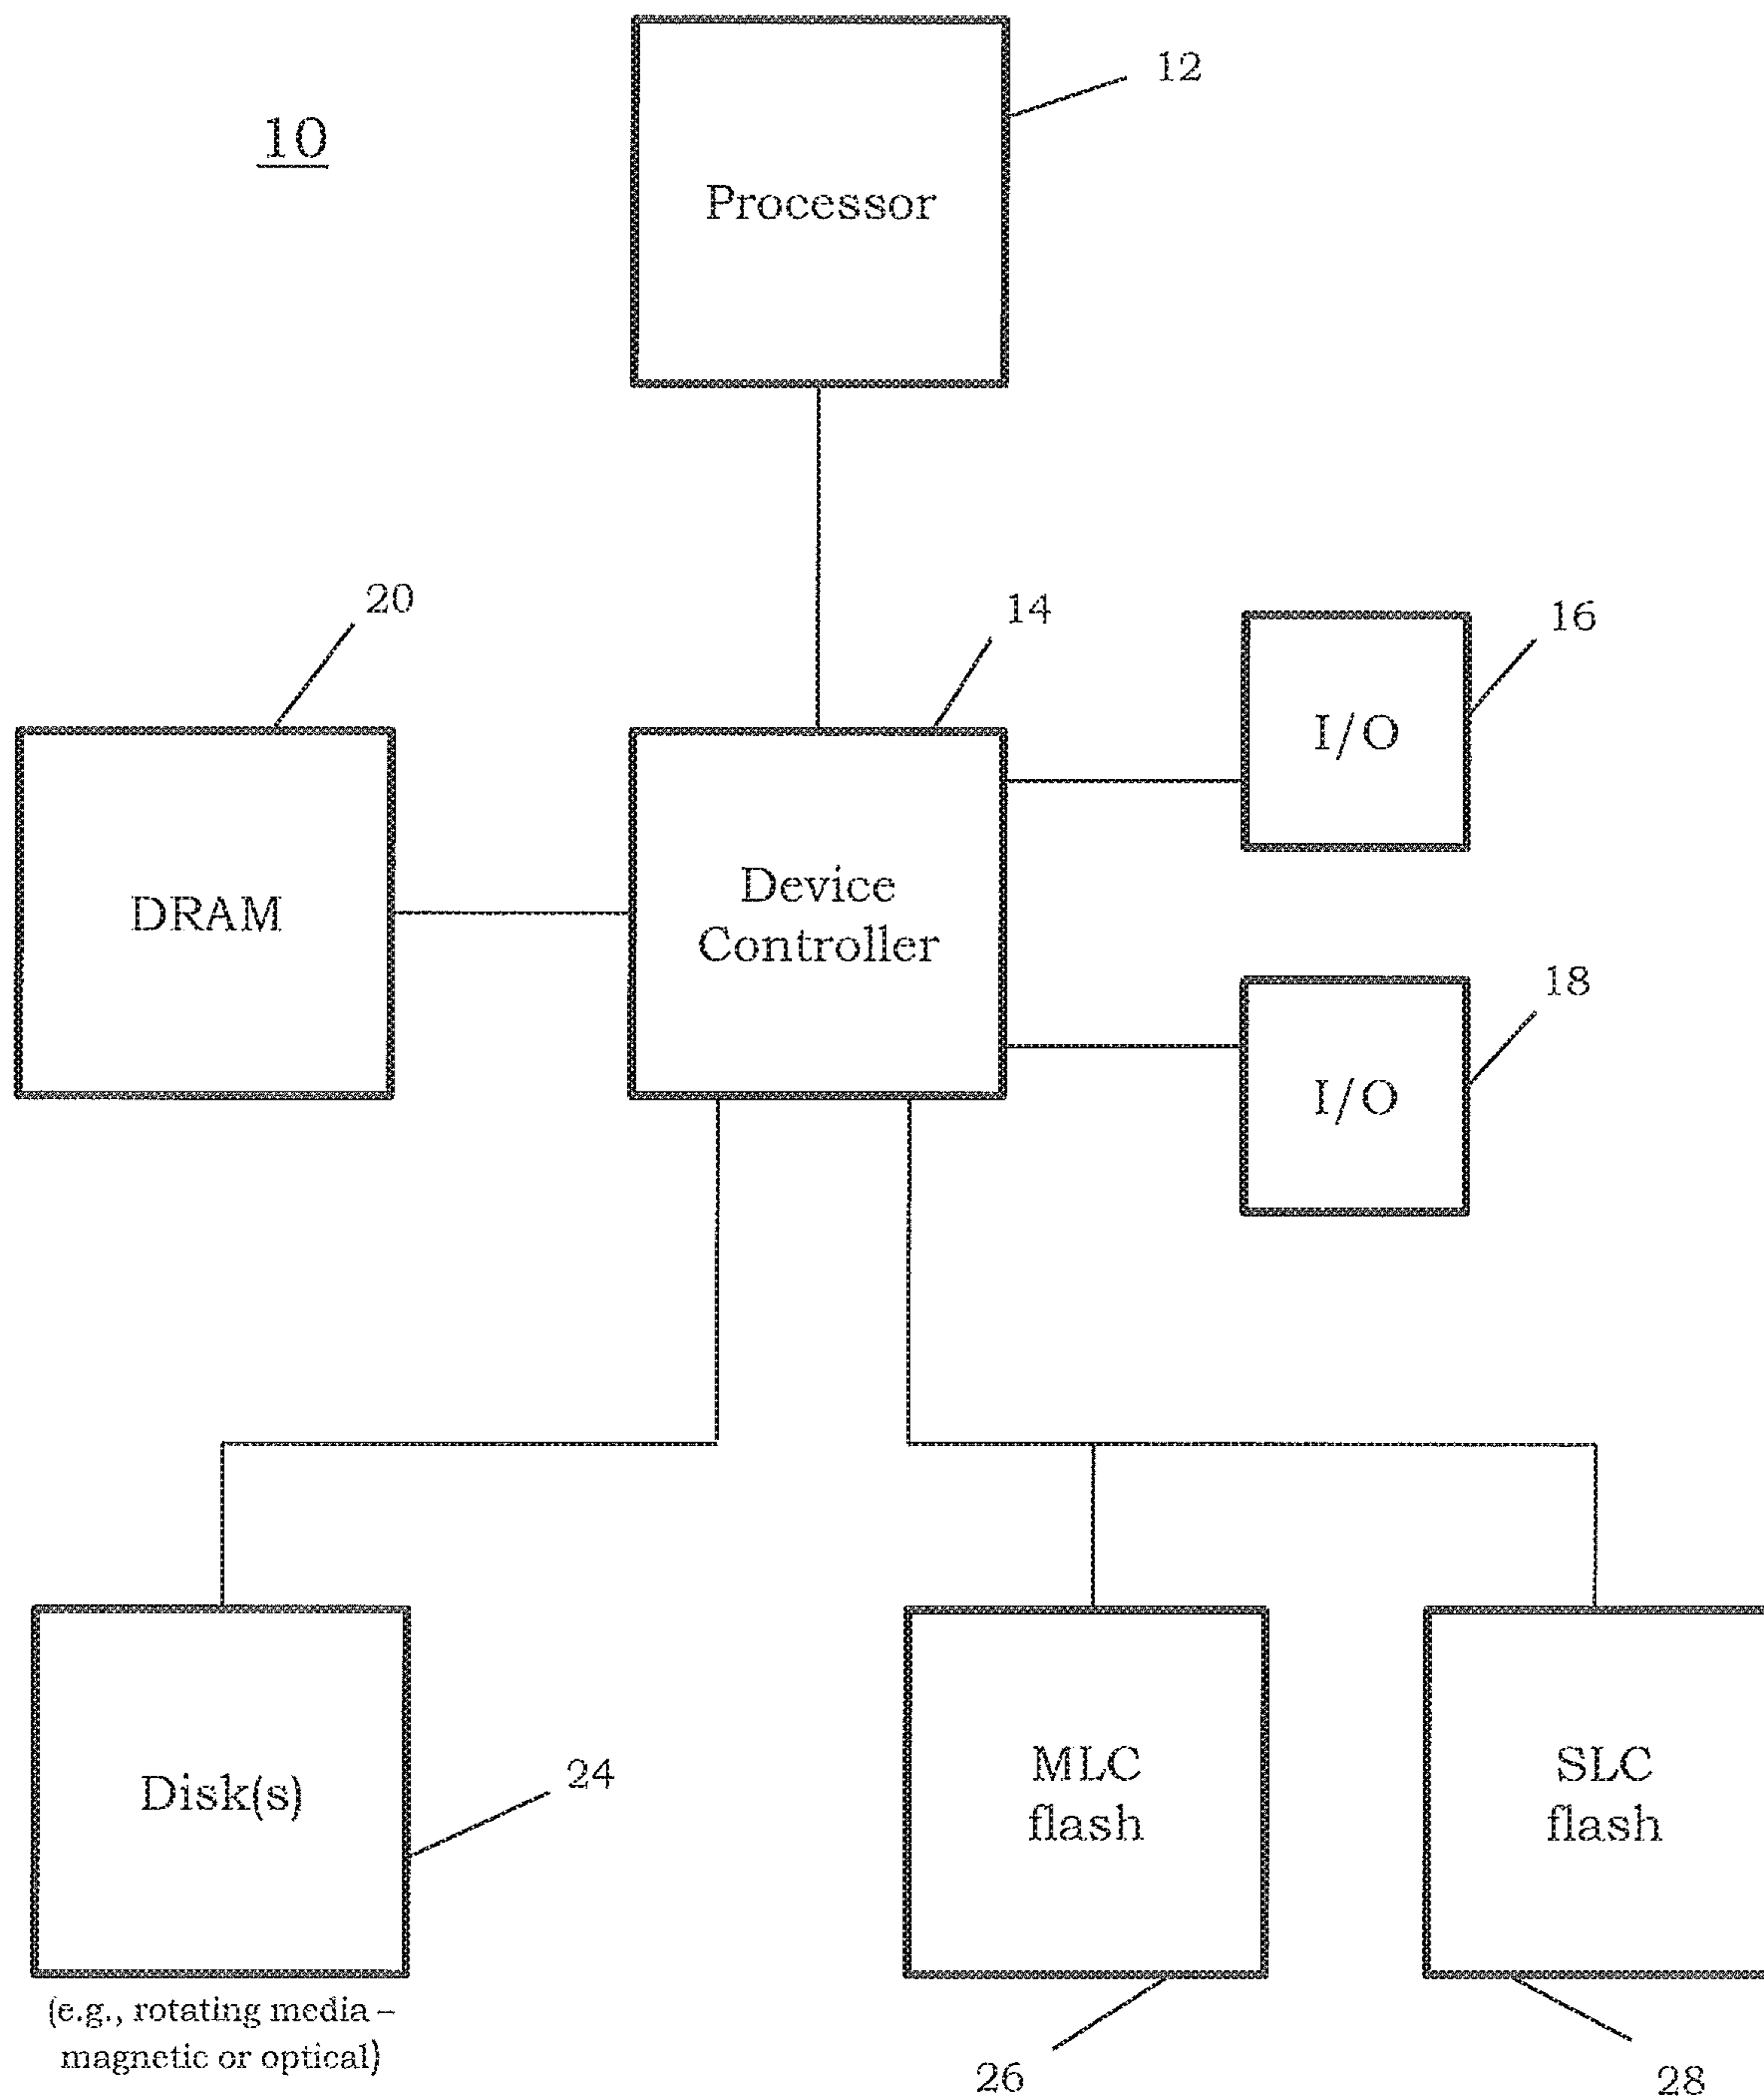 12
10
Processor
20
14
16
I/O
DRAM
Device
Controller
18
I/O
Disk(s)
24
MLC
flash
SLC
flash
(e.g., rotating media –
magnetic or optical)
26
28